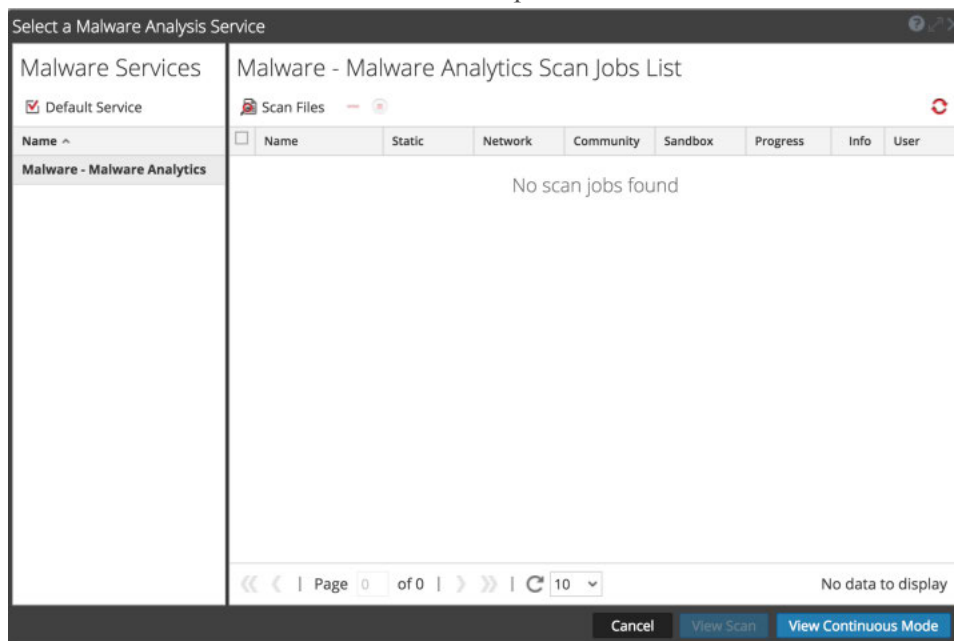 Select a Malware Analysis Service
Malware Services
Default Service
Name
Malware - Malware Analytics
Malware - Malware Analytics Scan Jobs List
Scan Files
Name Static Network Community Sandbox Progress Info User
No scan jobs found
| Page 0 of 0 | | 10 No data to display
Cancel View Scan View Continuous Mode